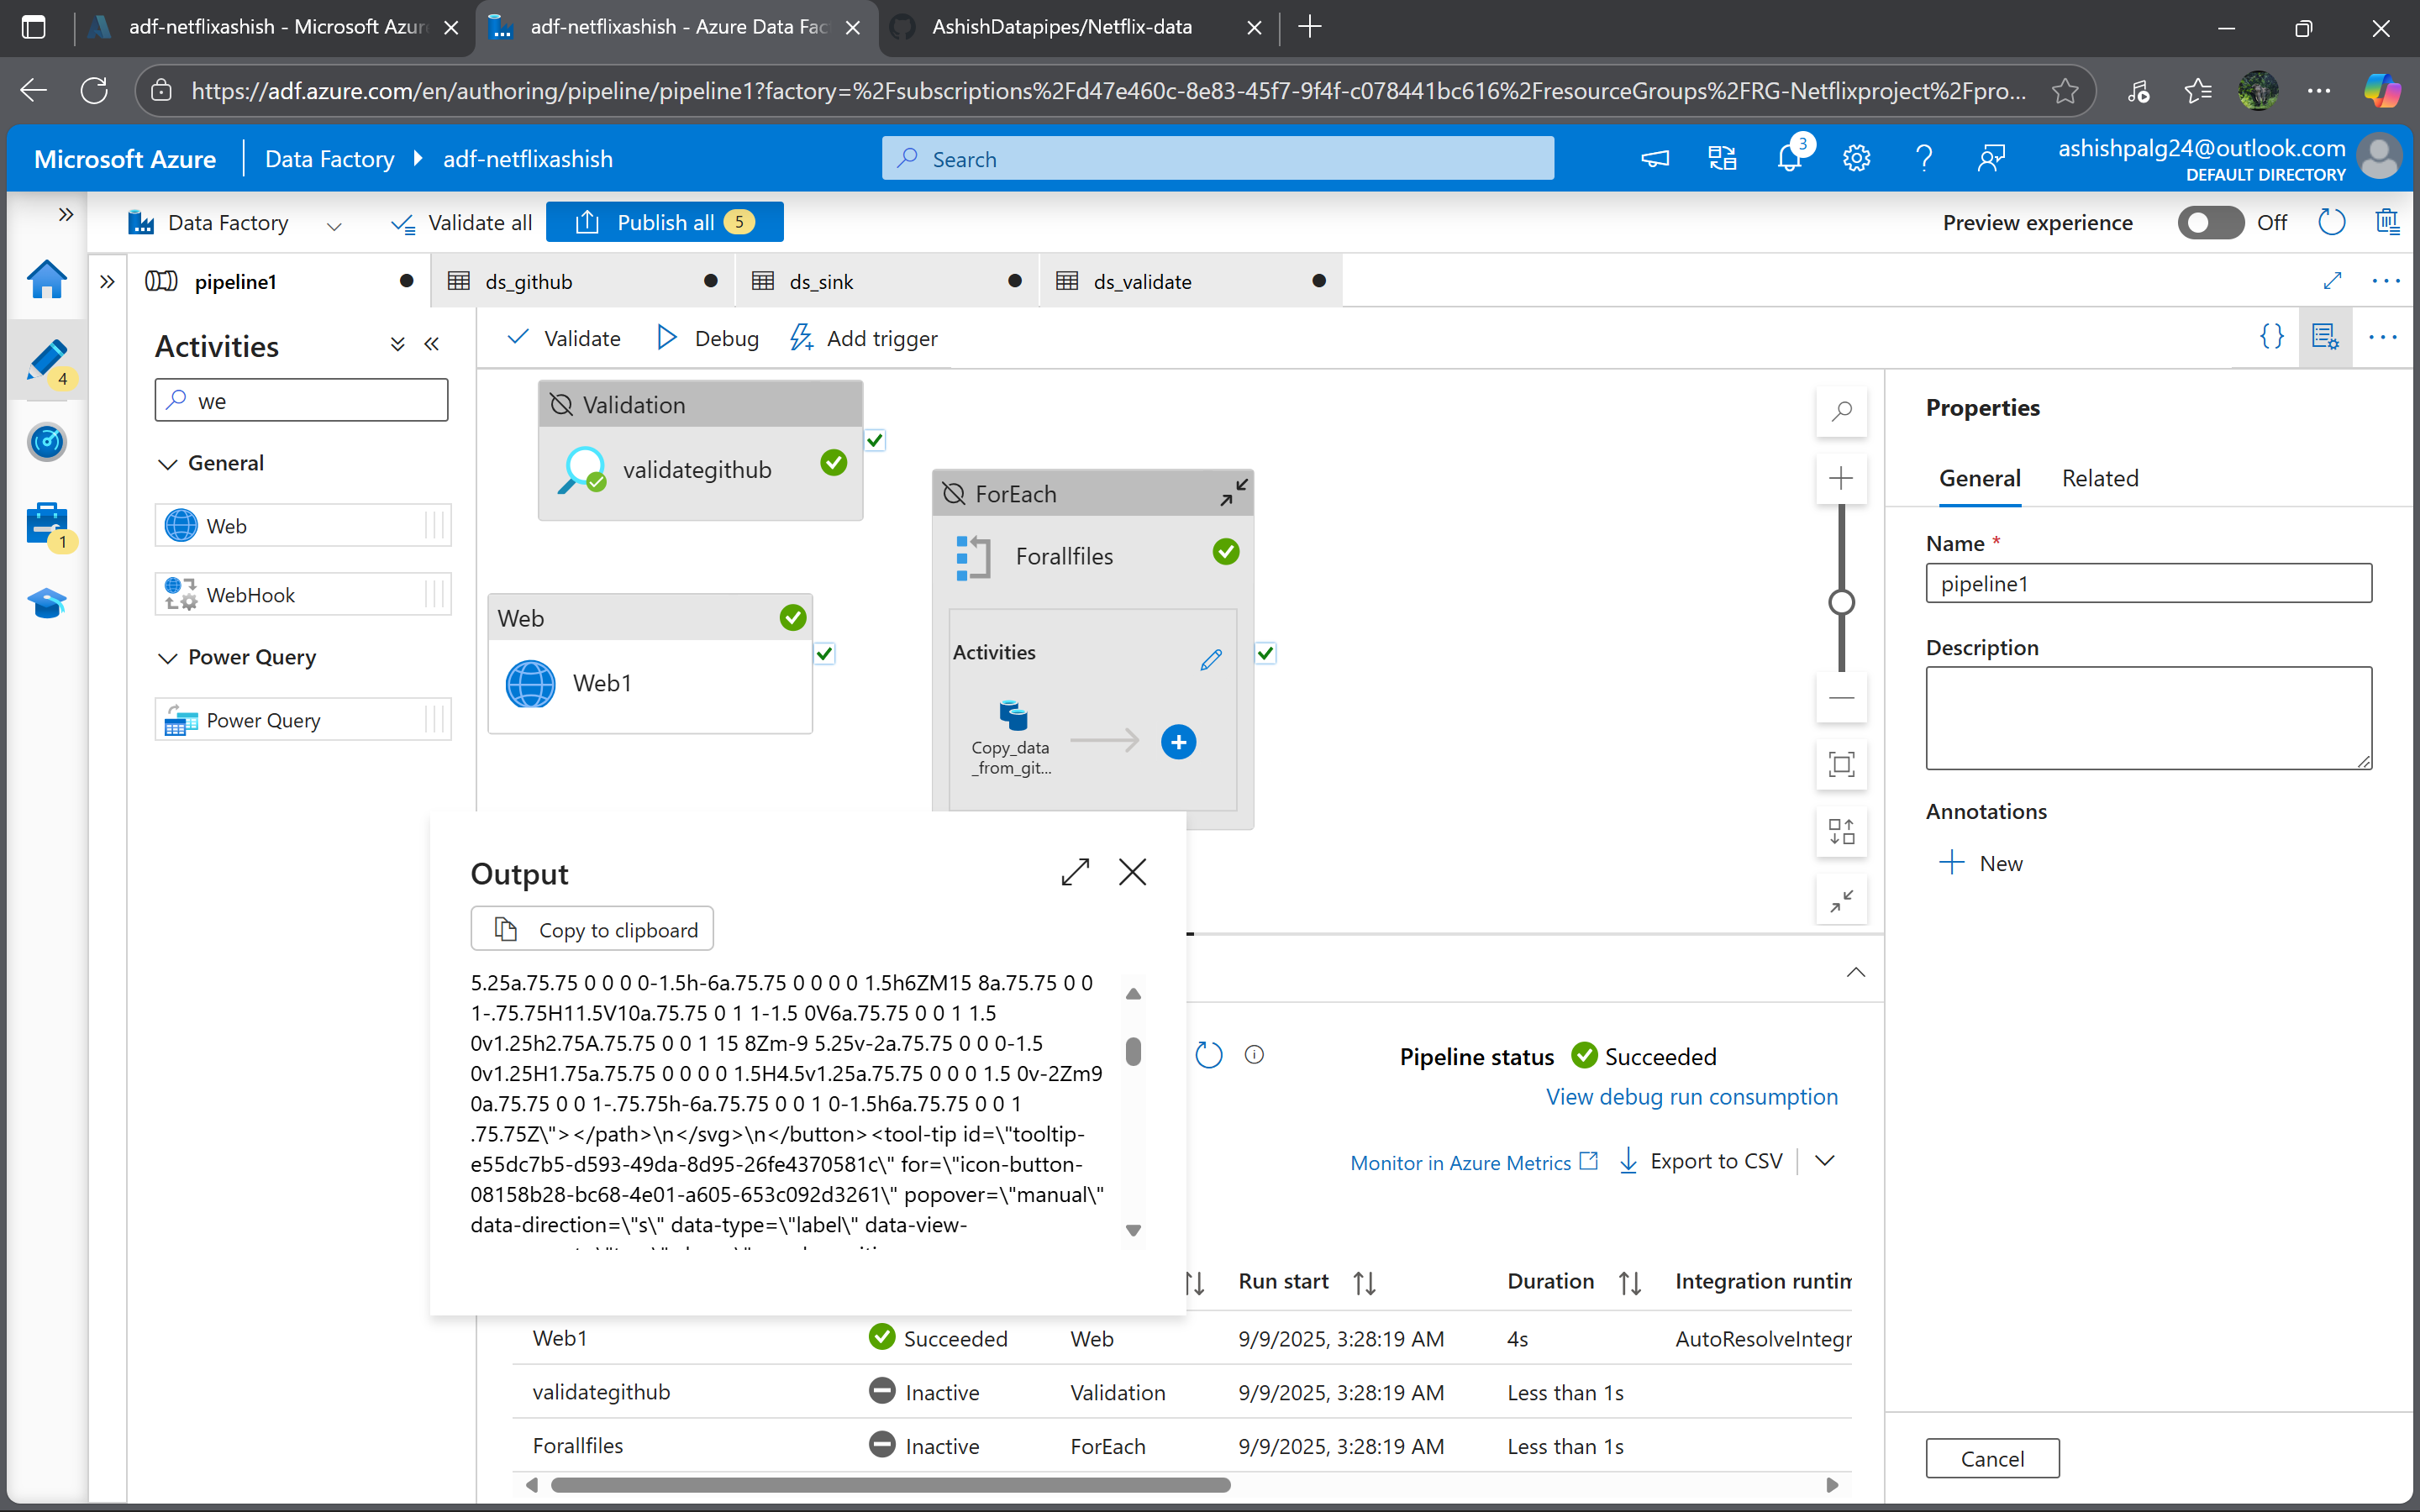 adf-netflixashish - Microsoft Azur
adf-netflixashish - Azure Data Fac
AshishDatapipes/Netflix-data
https://adf.azure.com/en/authoring/pipeline/pipeline1?factory=%2Fsubscriptions%2Fd47e460c-8e83-45f7-9f4f-c078441bc616%2FresourceGroups%2FRG-Netflixproject%2Fpro...
Microsoft Azure
Data Factory
adf-netflixashish
Search
3
ashishpalg24@outlook.com
DEFAULT DIRECTORY
Data Factory
Validate all
Publish all 5
Preview experience
Off
pipeline1
ds_github
ds_sink
ds_validate
4
1
Activities
we
General
Web
WebHook
Power Query
Power Query
Validate
Debug
Add trigger
Validation
validategithub
ForEach
Forallfiles
Activities
Copy_data
_from_git...
Web
Web1
Output
Copy to clipboard
5.25a.75.75 0 0 0 0-1.5h-6a.75.75 0 0 0 0 1.5h6ZM15 8a.75.75 0 0
1-.75.75H11.5V10a.75.75 0 1 1-1.5 0V6a.75.75 0 0 1 1.5
0v1.25h2.75A.75.75 0 0 1 15 8Zm-9 5.25v-2a.75.75 0 0 0-1.5
0v1.25H1.75a.75.75 0 0 0 0 1.5H4.5v1.25a.75.75 0 0 0 1.5 0v-2Zm9
0a.75.75 0 0 1-.75.75h-6a.75.75 0 0 1 0-1.5h6a.75.75 0 0 1
.75.75Z\"></path>\n</svg>\n</button><tool-tip id=\"tooltip-
e55dc7b5-d593-49da-8d95-26fe4370581c\" for=\"icon-button-
08158b28-bc68-4e01-a605-653c092d3261\" popover=\"manual\"
data-direction=\"s\" data-type=\"label\" data-view-
Pipeline status Succeeded
View debug run consumption
Monitor in Azure Metrics
Export to CSV
Run start
Duration
Integration runtim
Web1 Succeeded Web 9/9/2025, 3:28:19 AM 4s AutoResolveIntegr
validategithub Inactive Validation 9/9/2025, 3:28:19 AM Less than 1s
Forallfiles Inactive ForEach 9/9/2025, 3:28:19 AM Less than 1s
Properties
General
Related
Name *
pipeline1
Description
Annotations
New
Cancel